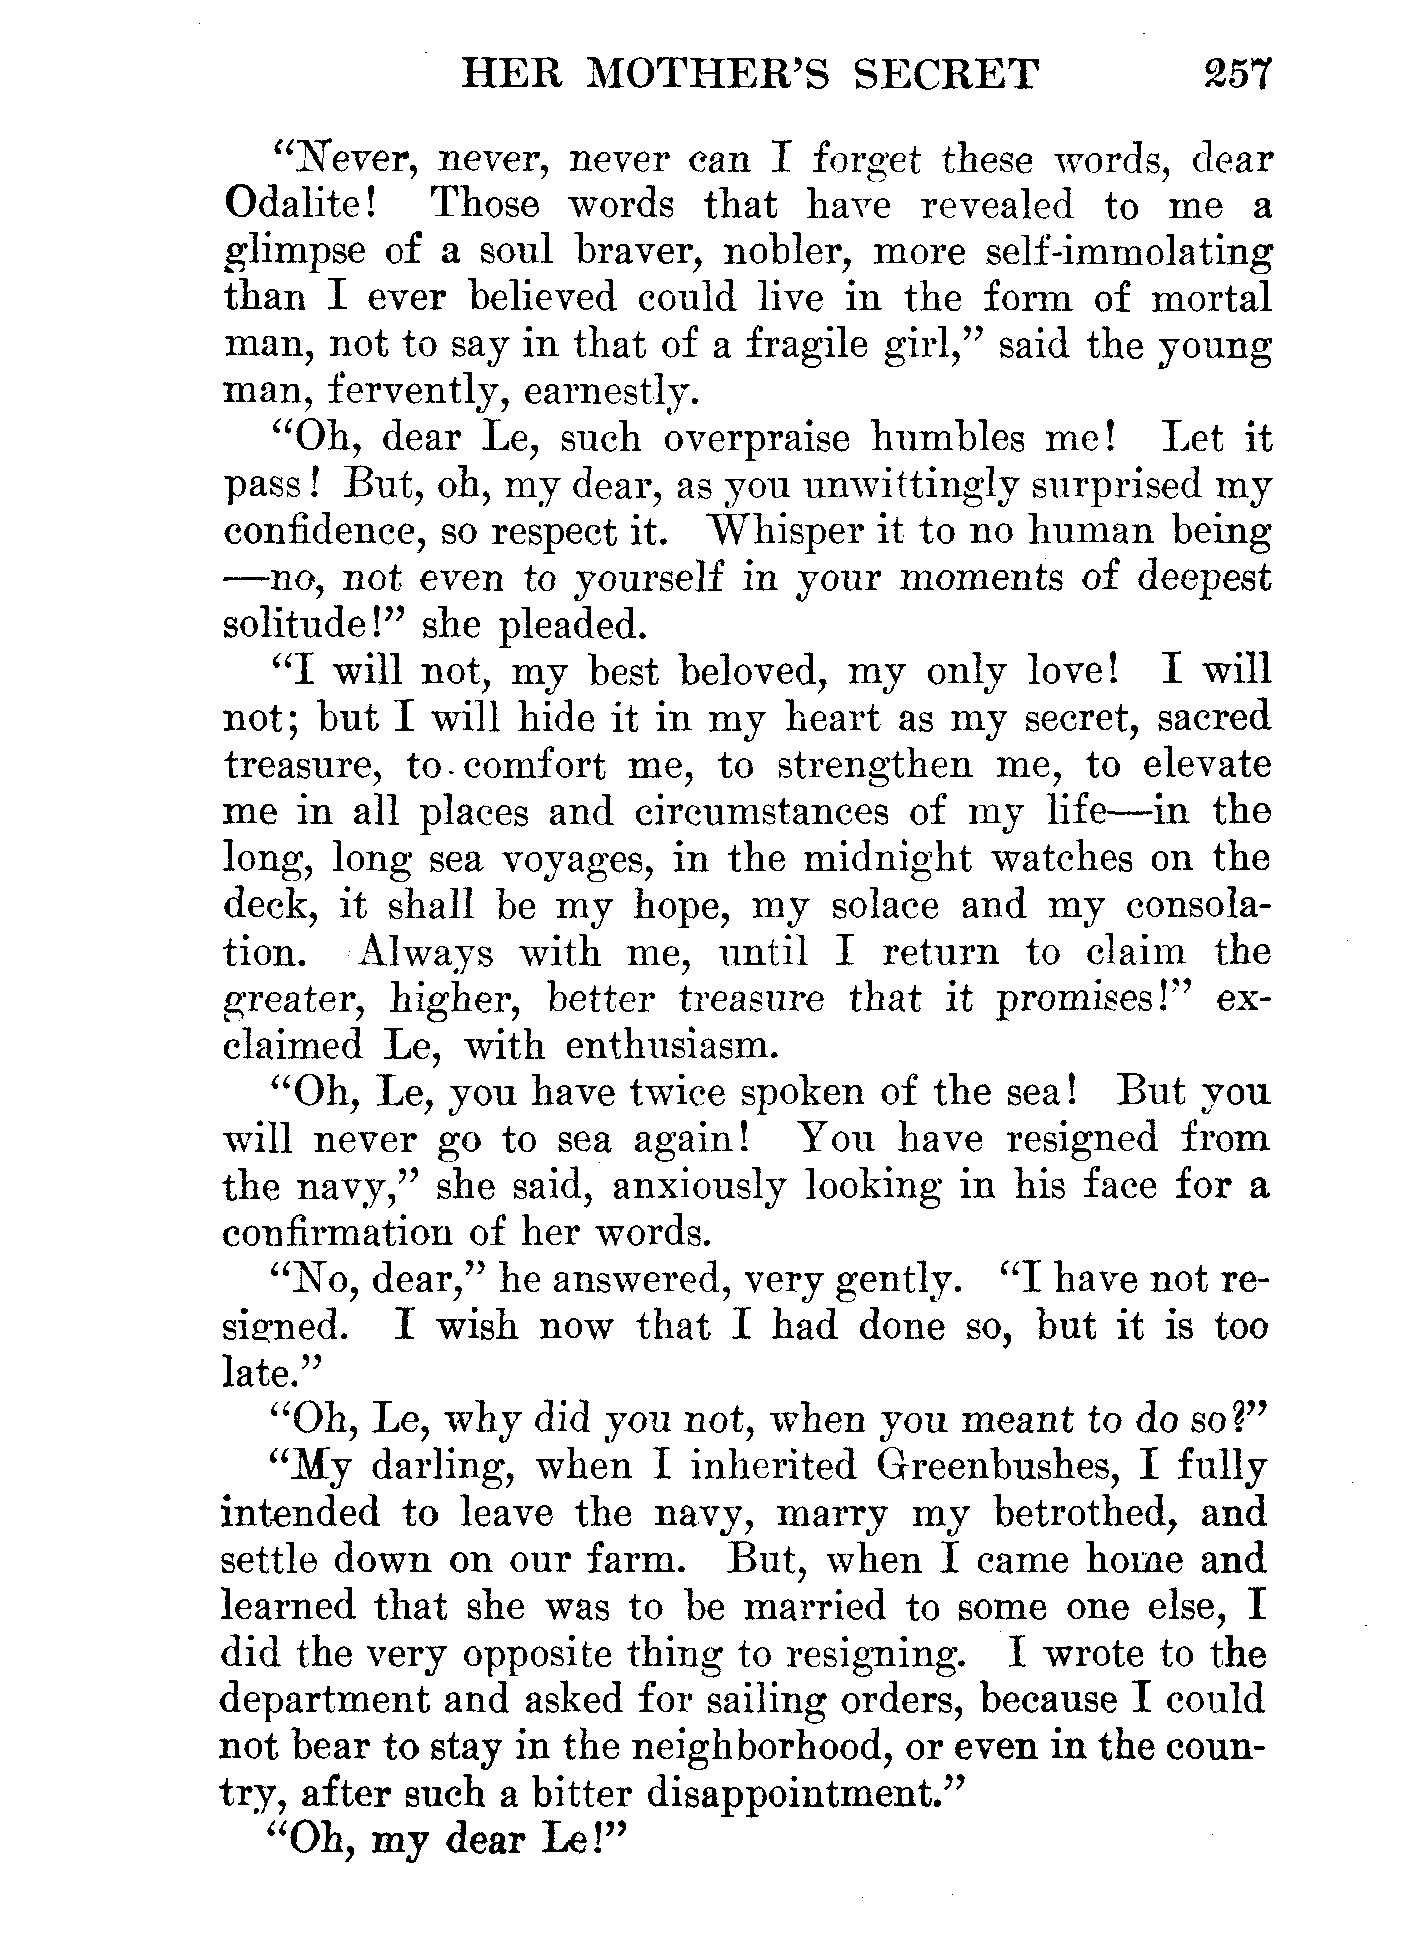 HER MOTHER'S SECRET 257
"Never, never, never can I forget these words, dear
Odalite! Those words that have revealed to me a
glimpse of a soul braver, nobler, more self-immolating
than I ever believed could live in the form of mortal
man, not to say in that of a fragile girl," said the young
man, fervently, earnestly.
"Oh, dear Le, such overpraise humbles me! Let it
pass! But, oh, my dear, as you unwittingly surprised my
confidence, so respect it. Whisper it to no human being
—no, not even to yourself in your moments of deepest
solitude!" she pleaded.
"I will not, my best beloved, my only love! I will
not; but I will hide it in my heart as my secret, sacred
treasure, to comfort me, to strengthen me, to elevate
me in all places and circumstances of my life—in the
long, long sea voyages, in the midnight watches on the
deck, it shall be my hope, my solace and my consola-
tion. Always with me, until I return to claim the
greater, higher, better treasure that it promises!" ex-
claimed Le, with enthusiasm.
"Oh, Le, you have twice spoken of the sea! But you
will never go to sea again! You have resigned from
the navy," she said, anxiously looking in his face for a
confirmation of her words.
"No, dear," he answered, very gently. "I have not re-
signed. I wish now that I had done so, but it is too
late."
"Oh, Le, why did you not, when you meant to do so?"
"My darling, when I inherited Greenbushes, I fully
intended to leave the navy, marry my betrothed, and
settle down on our farm. But, when I came home and
learned that she was to be married to some one else, I
did the very opposite thing to resigning. I wrote to the
department and asked for sailing orders, because I could
not bear to stay in the neighborhood, or even in the coun-
try, after such a bitter disappointment."
"Oh, my dear Le!"